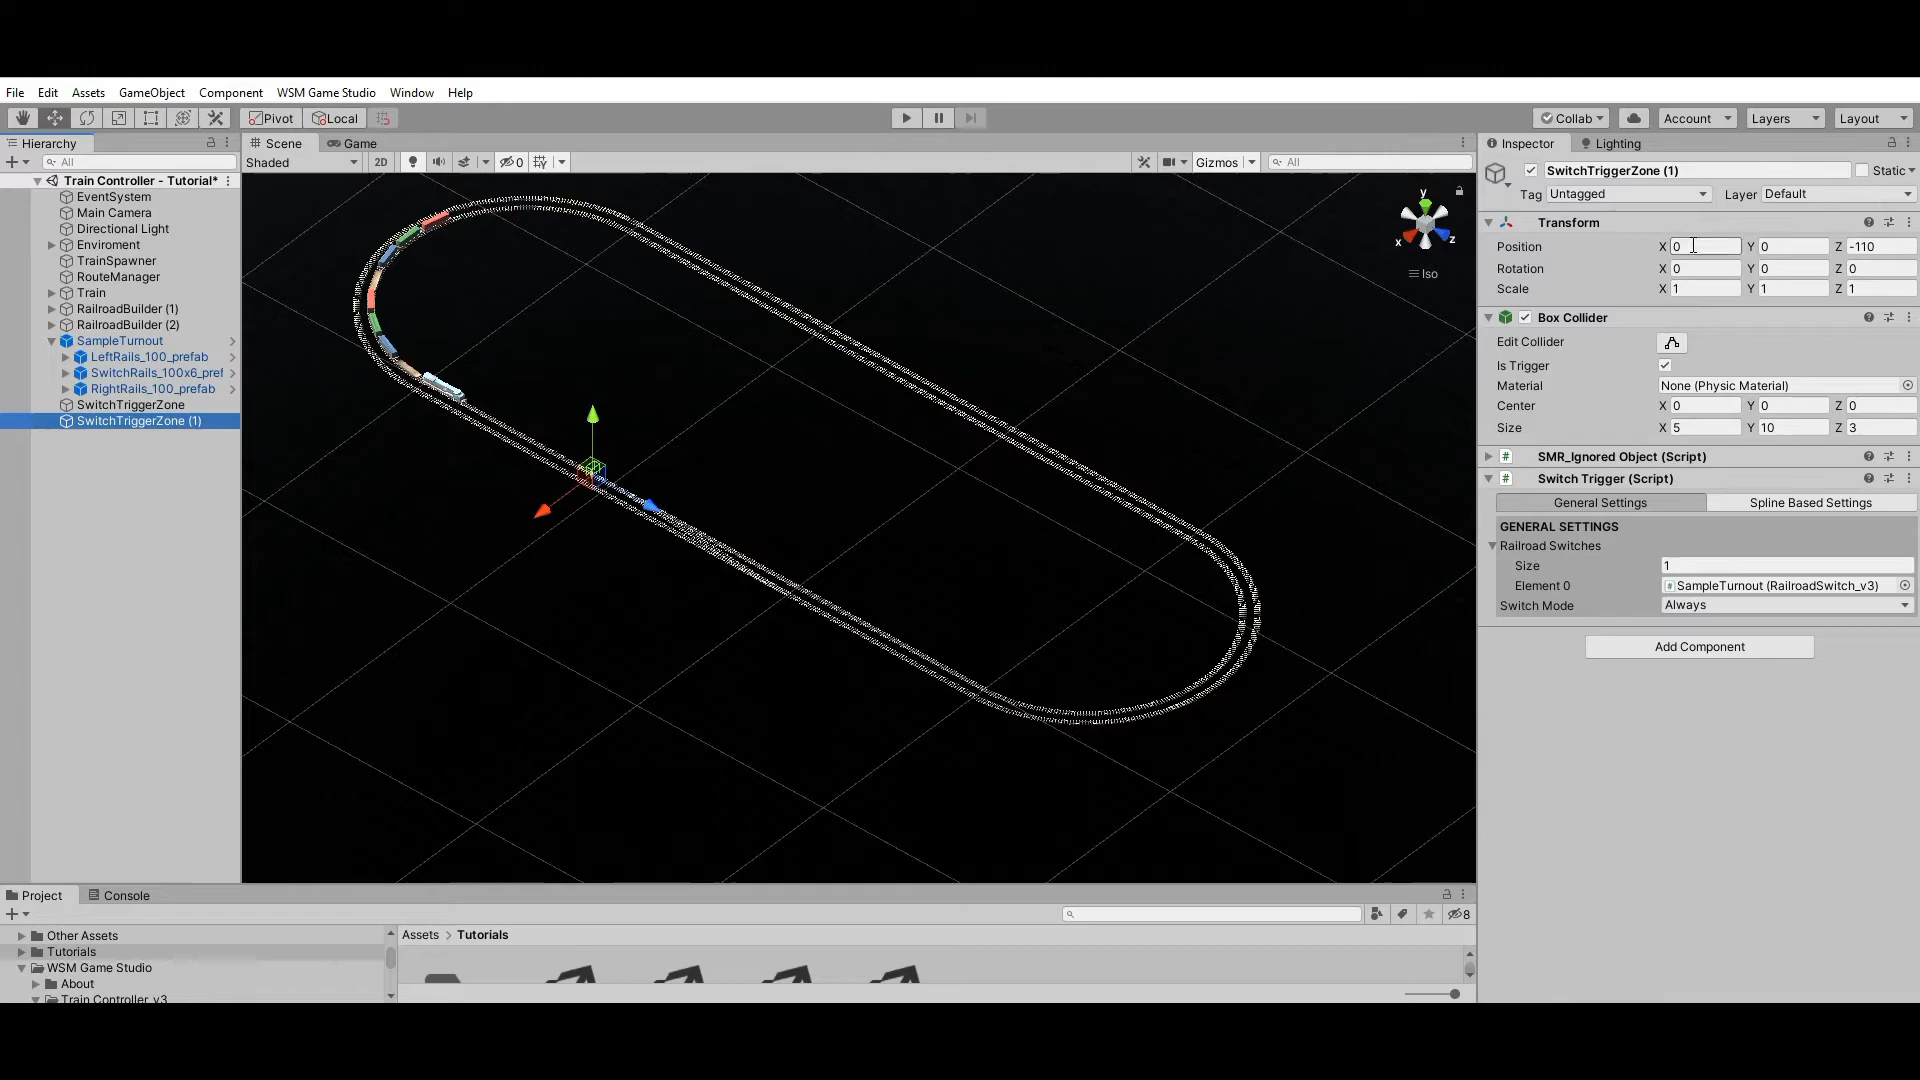 File Edit Assets GameObject Component WSM Game Studio Window Help
Pivot Local Collab Account Layers Layout
Hierarchy
All
Train Controller - Tutorial*
EventSystem
Main Camera
Directional Light
Enviroment
TrainSpawner
RouteManager
Train
RailroadBuilder (1)
RailroadBuilder (2)
SampleTurnout
LeftRails_100_prefab
SwitchRails_100x6_pref
RightRails_100_prefab
SwitchTriggerZone
SwitchTriggerZone (1)
Scene Game
Shaded 2D 0 Gizmos All
y
x z
Iso
Inspector Lighting
SwitchTriggerZone (1) Static
Tag Untagged Layer Default
Transform
Position X 0 Y 0 Z -110
Rotation X 0 Y 0 Z 0
Scale X 1 Y 1 Z 1
Box Collider
Edit Collider
Is Trigger
Material None (Physic Material)
Center X 0 Y 0 Z 0
Size X 5 Y 10 Z 3
# SMR_Ignored Object (Script)
# Switch Trigger (Script)
General Settings Spline Based Settings
GENERAL SETTINGS
Railroad Switches
Size 1
Element 0 SampleTurnout (RailroadSwitch_v3)
Switch Mode Always
Add Component
Project Console
8
Other Assets
Tutorials
WSM Game Studio
About
Train Controller_v3
Assets > Tutorials